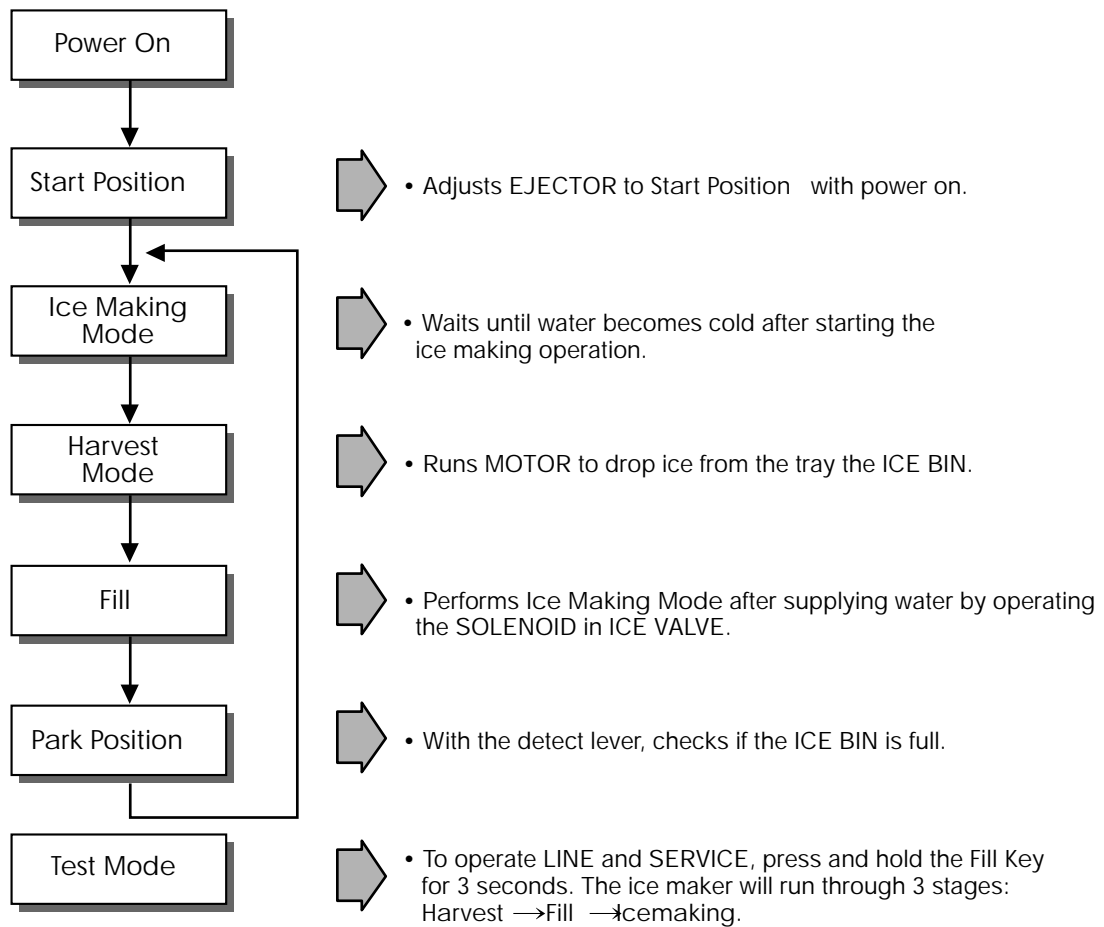 Power On
Start Position
• Adjusts EJECTOR to Start Position with power on.
Ice Making
Mode
• Waits until water becomes cold after starting the
ice making operation.
Harvest
Mode
• Runs MOTOR to drop ice from the tray the ICE BIN.
Fill
• Performs Ice Making Mode after supplying water by operating
the SOLENOID in ICE VALVE.
Park Position
• With the detect lever, checks if the ICE BIN is full.
Test Mode
• To operate LINE and SERVICE, press and hold the Fill Key
for 3 seconds. The ice maker will run through 3 stages:
Harvest →Fill →Icemaking.